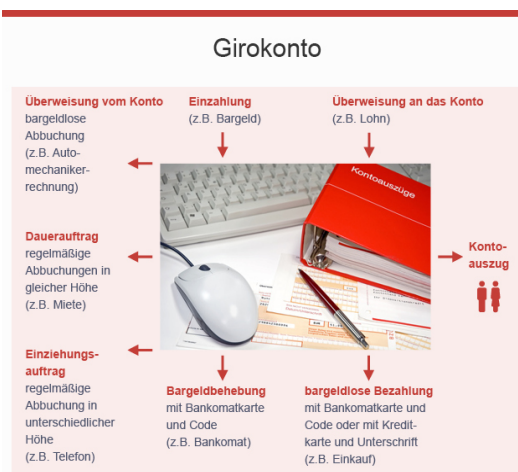 Girokonto
Überweisung vom Konto
bargeldlose
Abbuchung
(z.B. Auto-
mechaniker-
rechnung)
Einzahlung
(z.B. Bargeld)
Überweisung an das Konto
(z.B. Lohn)
Kontoauszüge
Dauerauftrag
regelmäßige
Abbuchungen in
gleicher Höhe
(z.B. Miete)
Konto-
auszug
Einziehungs-
auftrag
regelmäßige
Abbuchung in
unterschiedlicher
Höhe
(z.B. Telefon)
Bargeldbehebung
mit Bankomatkarte
und Code
(z.B. Bankomat)
bargeldlose Bezahlung
mit Bankomatkarte und
Code oder mit Kredit-
karte und Unterschrift
(z.B. Einkauf)